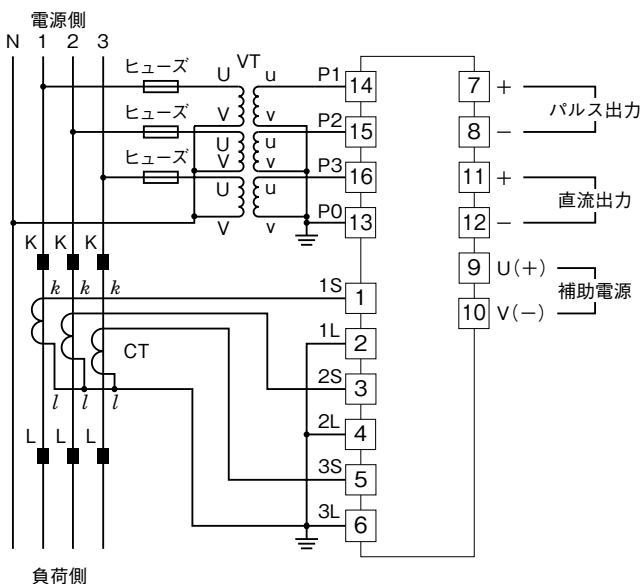 電源側
N 1 2 3
ヒューズ U VT u P1 14 7 +
パルス出力
V v
ヒューズ U u P2 15 8 −
V v
ヒューズ U u P3 16 11 +
直流出力
V v P0 13 12 −
K K K
9 U(+)
補助電源
k k k 1S 1
10 V(−)
1L 2
CT
2S 3
l l l
2L 4
L L L
3S 5
3L 6
負荷側